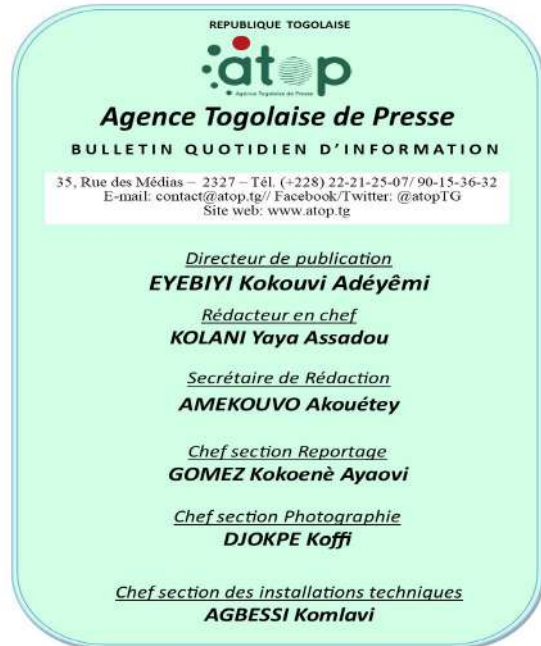 REPUBLIQUE TOGOLAISE
atop
Agence Togolaise de Presse
Agence Togolaise de Presse
BULLETIN QUOTIDIEN D'INFORMATION
35, Rue des Médias – 2327 – Tél. (+228) 22-21-25-07/ 90-15-36-32
E-mail: contact@atop.tg// Facebook/Twitter: @atopTG
Site web: www.atop.tg
Directeur de publication
EYEBIYI Kokouvi Adéyêmi
Rédacteur en chef
KOLANI Yaya Assadou
Secrétaire de Rédaction
AMEKOUVO Akouétey
Chef section Reportage
GOMEZ Kokoenè Ayaovi
Chef section Photographie
DJOKPE Koffi
Chef section des installations techniques
AGBESSI Komlavi